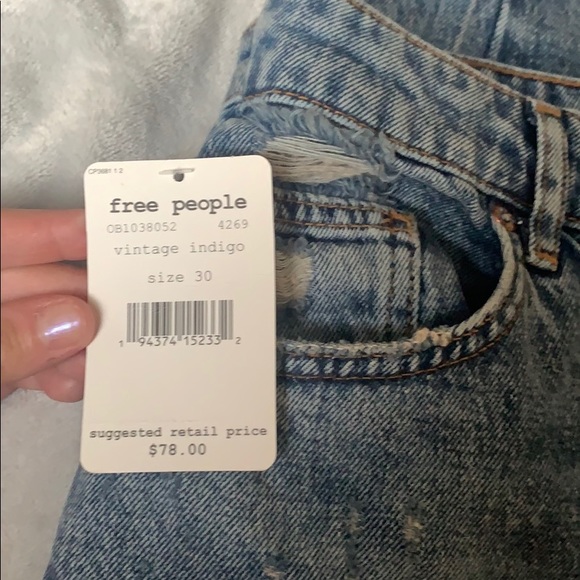 CP3681 1 2
free people
OB1038052 4269
vintage indigo
size 30
1 94374 15233 2
suggested retail price
$78.00